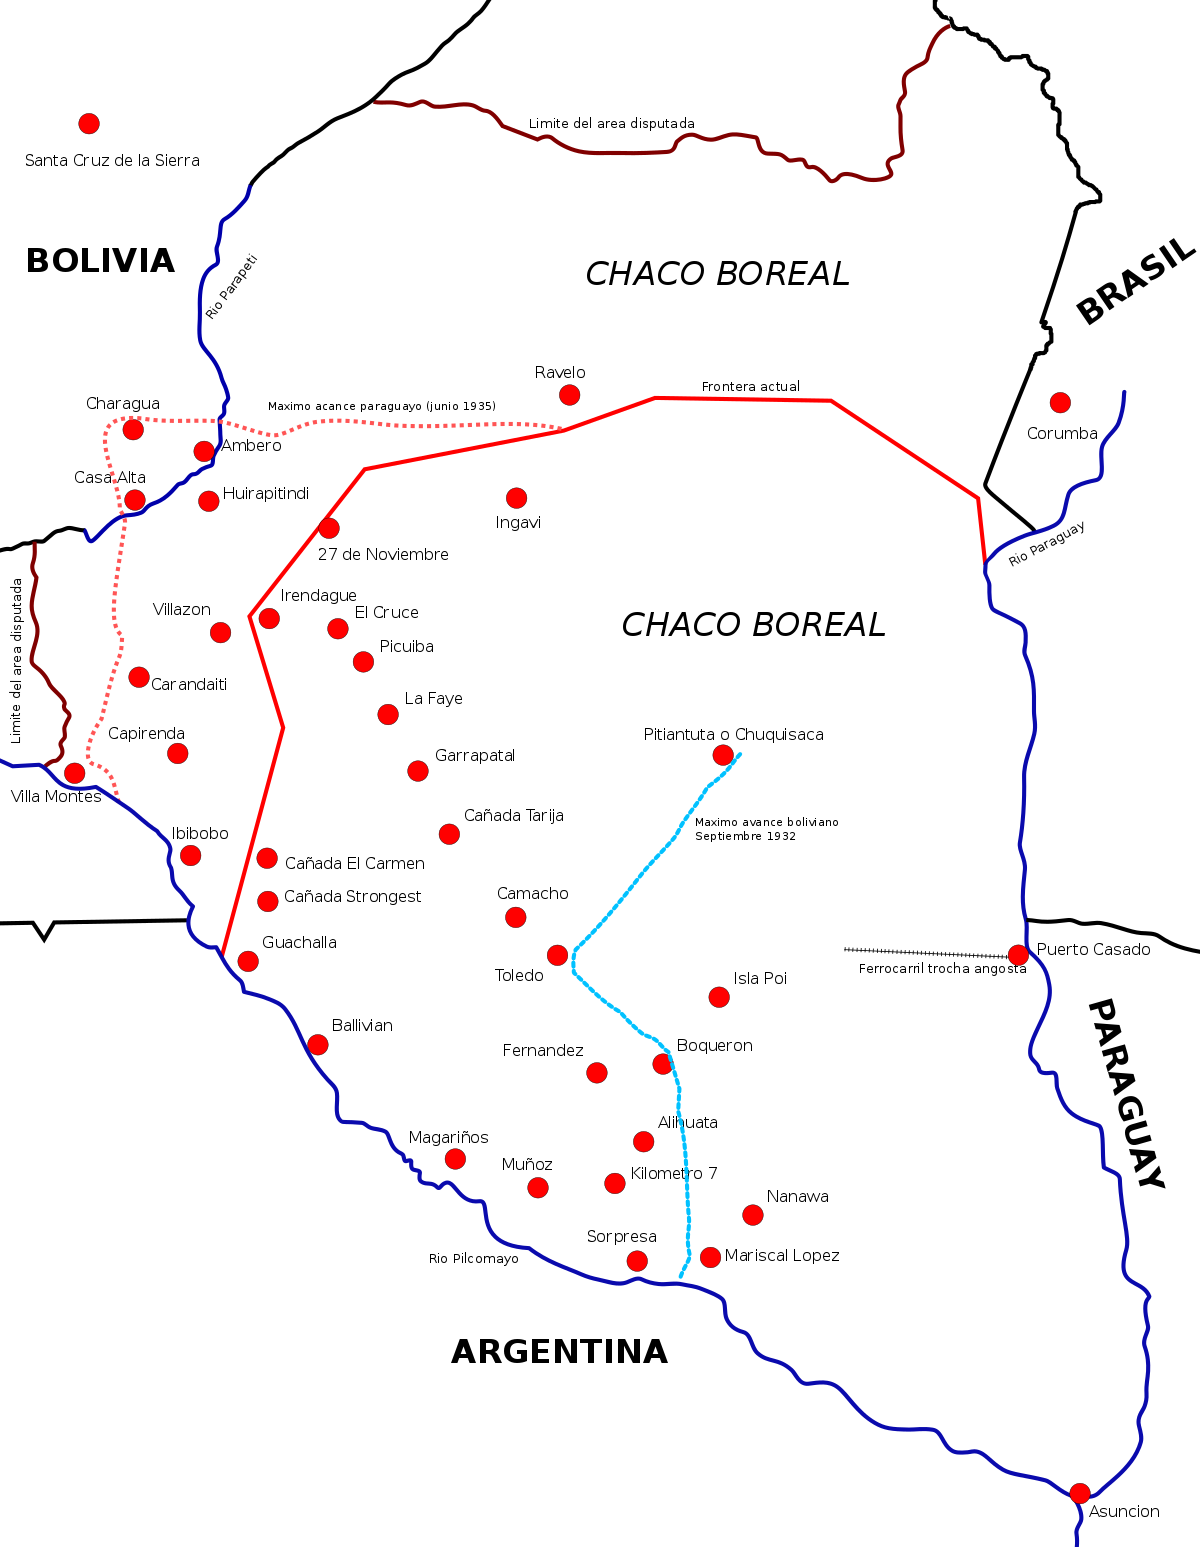 Limite del area disputada
Santa Cruz de la Sierra
BOLIVIA
CHACO BOREAL
BRASIL
Rio Parapeti
Ravelo
Frontera actual
Charagua
Maximo acance paraguayo (junio 1935)
Corumba
Ambero
Casa Alta
Huirapitindi
Ingavi
27 de Noviembre
Rio Paraguay
Limite del area disputada
Villazon
Irendague
El Cruce
CHACO BOREAL
Picuiba
Carandaiti
La Faye
Capirenda
Pitiantuta o Chuquisaca
Garrapatal
Villa Montes
Cañada Tarija
Maximo avance boliviano
Septiembre 1932
Ibibobo
Cañada El Carmen
Camacho
Cañada Strongest
Guachalla
Puerto Casado
Ferrocarril trocha angosta
Toledo
Isla Poi
Ballivian
Fernandez
Boqueron
PARAGUAY
Alihuata
Magariños
Muñoz
Kilometro 7
Nanawa
Sorpresa
Mariscal Lopez
Rio Pilcomayo
ARGENTINA
Asuncion